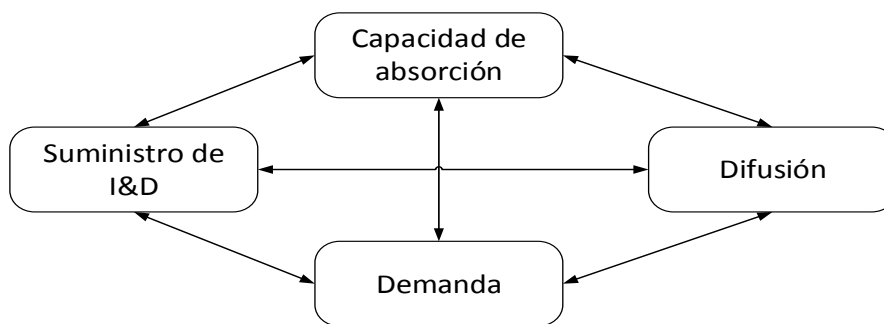 Capacidad de
absorción
Suministro de
I&D
Difusión
Demanda